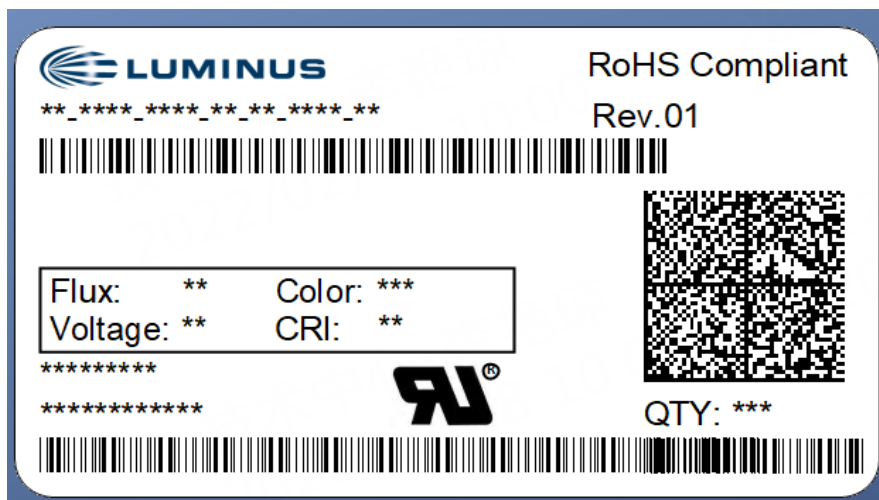 LUMINUS
RoHS Compliant
**-****-****-**-**-****-**
Rev.01
Flux: ** Color: ***
Voltage: ** CRI: **
*********
************
QTY: ***